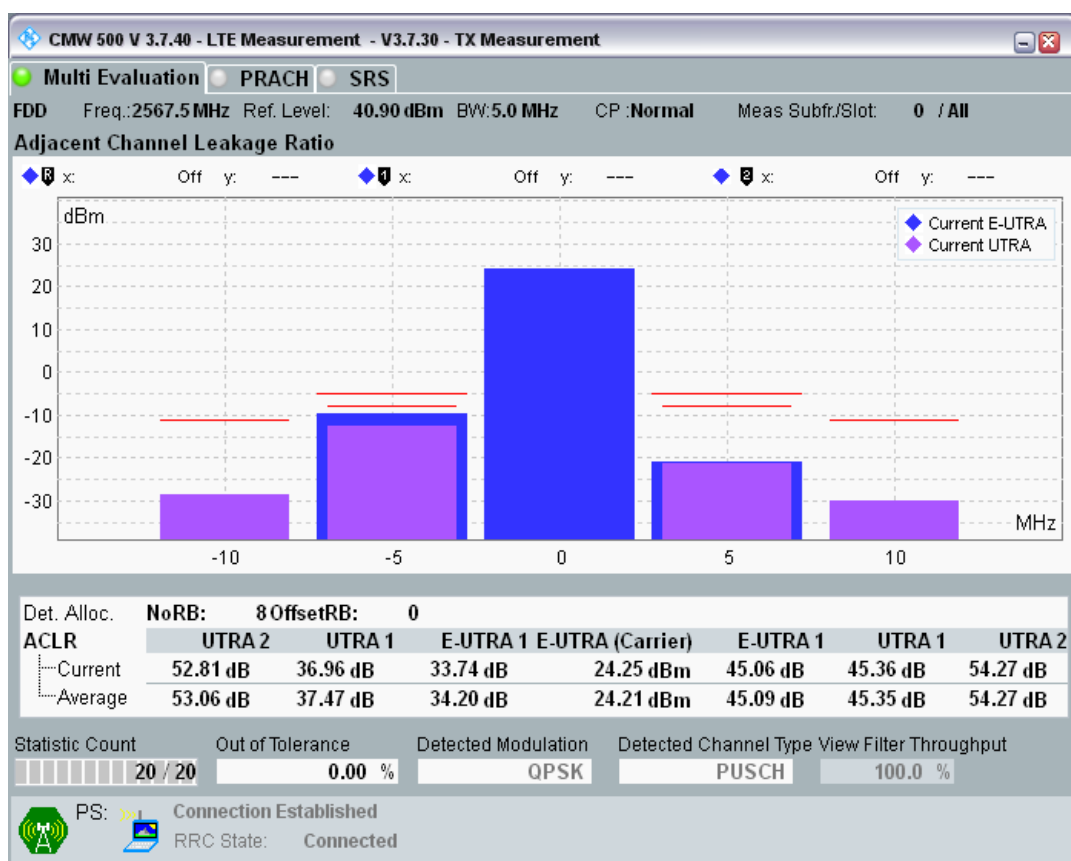 CMW 500 V 3.7.40 - LTE Measurement - V3.7.30 - TX Measurement
Multi Evaluation PRACH SRS
FDD Freq.:2567.5 MHz Ref. Level: 40.90 dBm BW:5.0 MHz CP :Normal Meas Subfr./Slot: 0 / All
Adjacent Channel Leakage Ratio
R x: Off y: --- 1 x: Off y: --- 2 x: Off y: ---
dBm
Current E-UTRA
Current UTRA
30
20
10
0
-10
-20
-30
MHz
-10 -5 0 5 10
Det. Alloc. NoRB: 8 OffsetRB: 0
ACLR UTRA 2 UTRA 1 E-UTRA 1 E-UTRA (Carrier) E-UTRA 1 UTRA 1 UTRA 2
Current 52.81 dB 36.96 dB 33.74 dB 24.25 dBm 45.06 dB 45.36 dB 54.27 dB
Average 53.06 dB 37.47 dB 34.20 dB 24.21 dBm 45.09 dB 45.35 dB 54.27 dB
Statistic Count Out of Tolerance Detected Modulation Detected Channel Type View Filter Throughput
20 / 20 0.00 % QPSK PUSCH 100.0 %
PS: Connection Established
RRC State: Connected